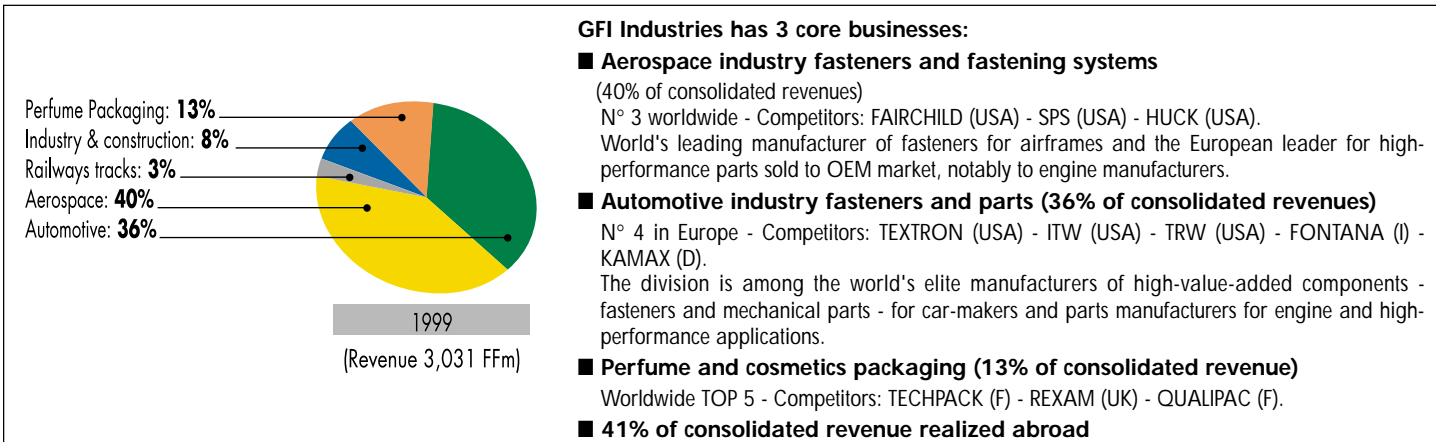 Perfume Packaging: 13%
Industry & construction: 8%
Railways tracks: 3%
Aerospace: 40%
Automotive: 36%
1999
(Revenue 3,031 FFm)
GFI Industries has 3 core businesses:
■ Aerospace industry fasteners and fastening systems
(40% of consolidated revenues)
N° 3 worldwide - Competitors: FAIRCHILD (USA) - SPS (USA) - HUCK (USA).
World's leading manufacturer of fasteners for airframes and the European leader for high-
performance parts sold to OEM market, notably to engine manufacturers.
■ Automotive industry fasteners and parts (36% of consolidated revenues)
N° 4 in Europe - Competitors: TEXTRON (USA) - ITW (USA) - TRW (USA) - FONTANA (I) -
KAMAX (D).
The division is among the world's elite manufacturers of high-value-added components -
fasteners and mechanical parts - for car-makers and parts manufacturers for engine and high-
performance applications.
■ Perfume and cosmetics packaging (13% of consolidated revenue)
Worldwide TOP 5 - Competitors: TECHPACK (F) - REXAM (UK) - QUALIPAC (F).
■ 41% of consolidated revenue realized abroad